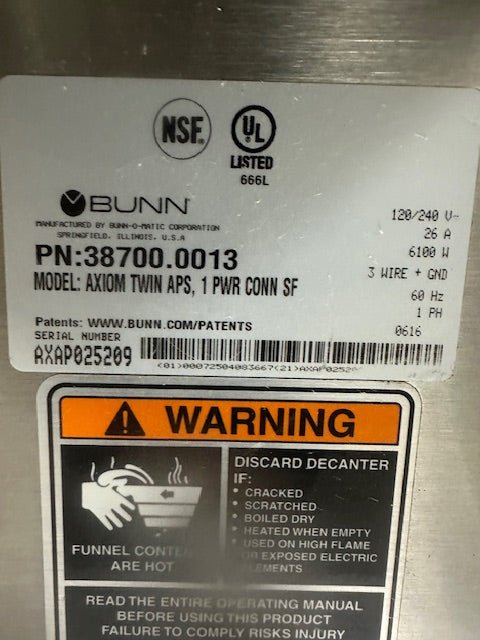 NSF
UL
LISTED
666L
BUNN
MANUFACTURED BY BUNN-O-MATIC CORPORATION
SPRINGFIELD, ILLINOIS, U.S.A
120/240 V~
26 A
6100 W
3 WIRE + GND
60 Hz
1 PH
0616
PN:38700.0013
MODEL: AXIOM TWIN APS, 1 PWR CONN SF
Patents: WWW.BUNN.COM/PATENTS
SERIAL NUMBER
AXAP025209
WARNING
FUNNEL
ARE HOT
DISCARD DECANTER
IF:
• CRACKED
• SCRATCHED
• BOILED DRY
• HEATED WHEN EMPTY
• USED ON HIGH FLAME
OR EXPOSED ELECTRIC
READ THE ENTIRE OPERATING MANUAL
BEFORE USING THIS PRODUCT
FAILURE TO COMPLY RISKS INJURY